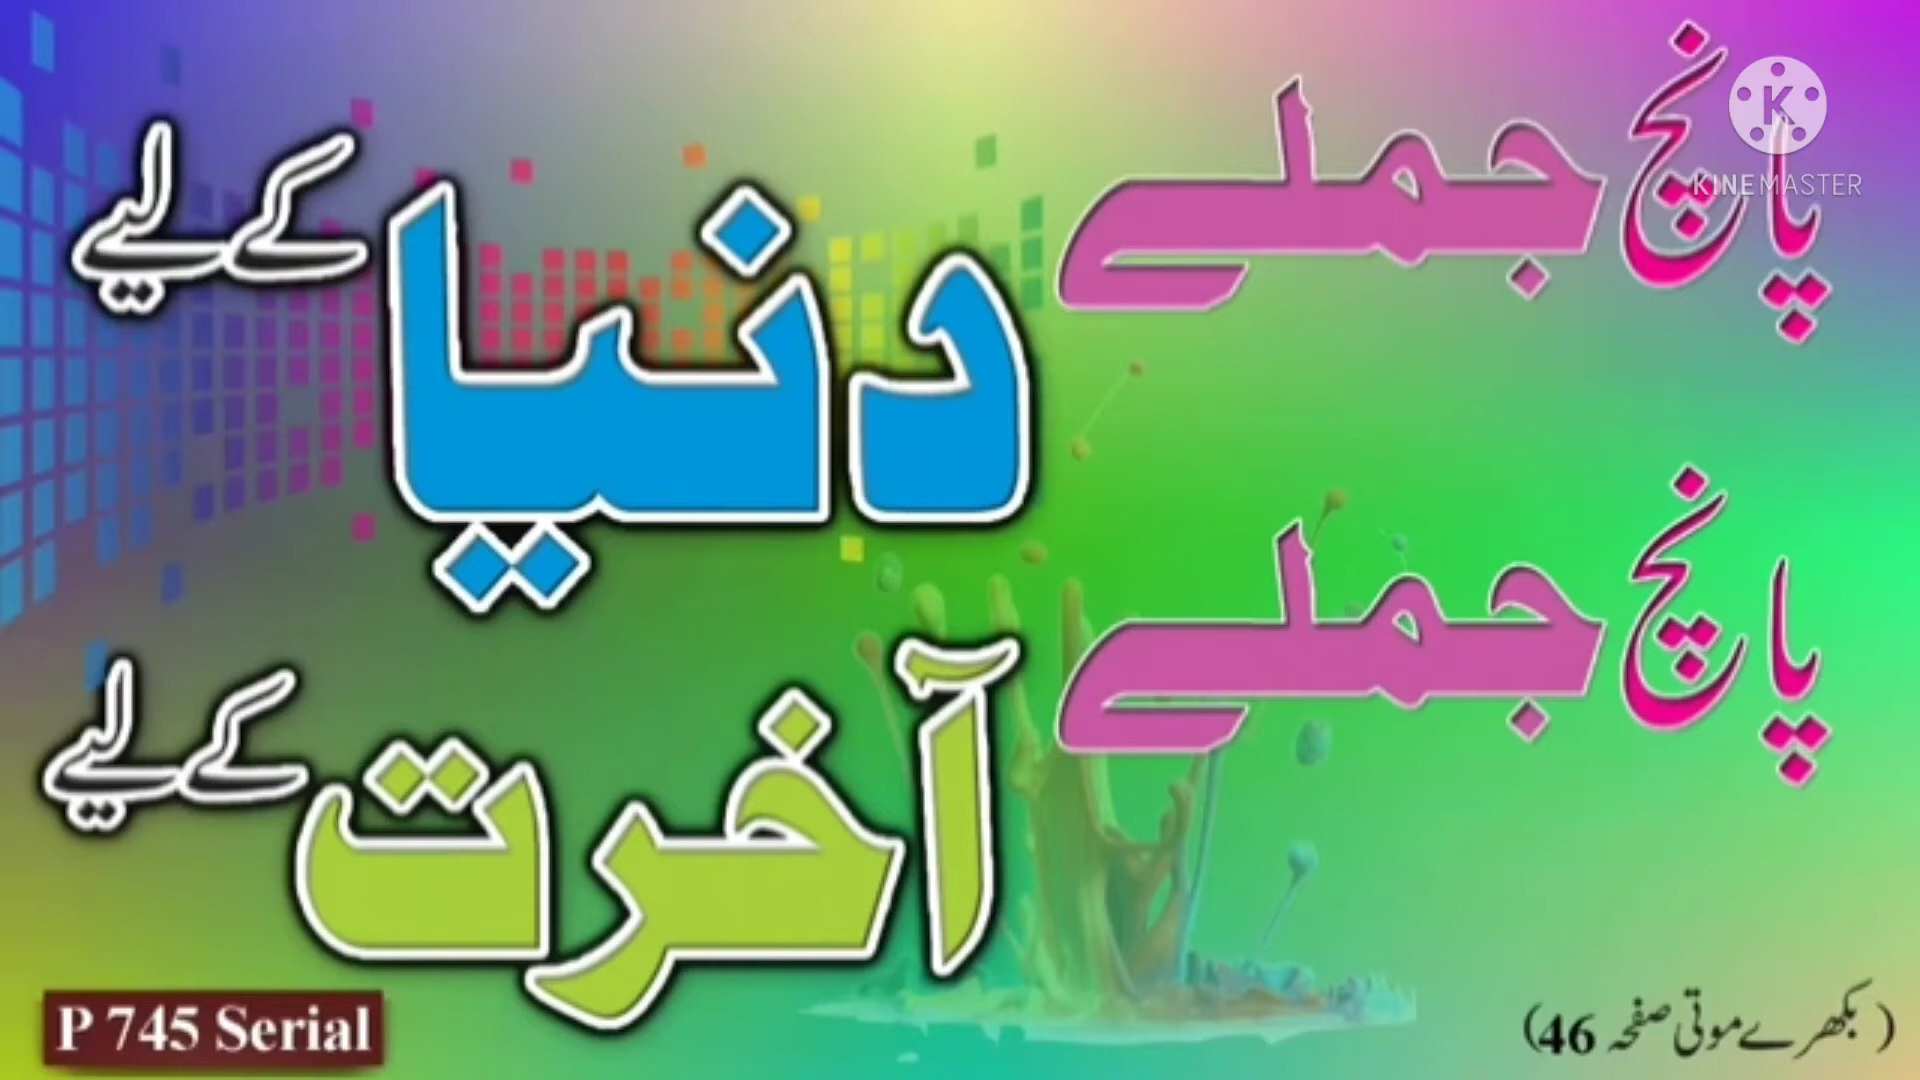 پانچ جملے دنیا کے لیے
پانچ جملے آخرت کے لیے
(بکھرے موتی صفحہ 46)
P 745 Serial
KINEMASTER